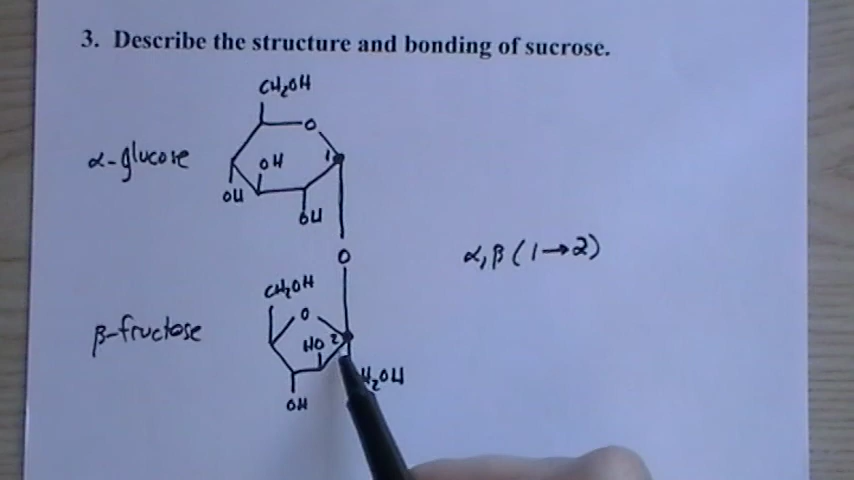 3. Describe the structure and bonding of sucrose.
CH₂OH
O
α-glucose
OH
1
OH
OH
O
α,β (1→2)
CH₂OH
O
β-fructose
HO
2
H₂OH
OH